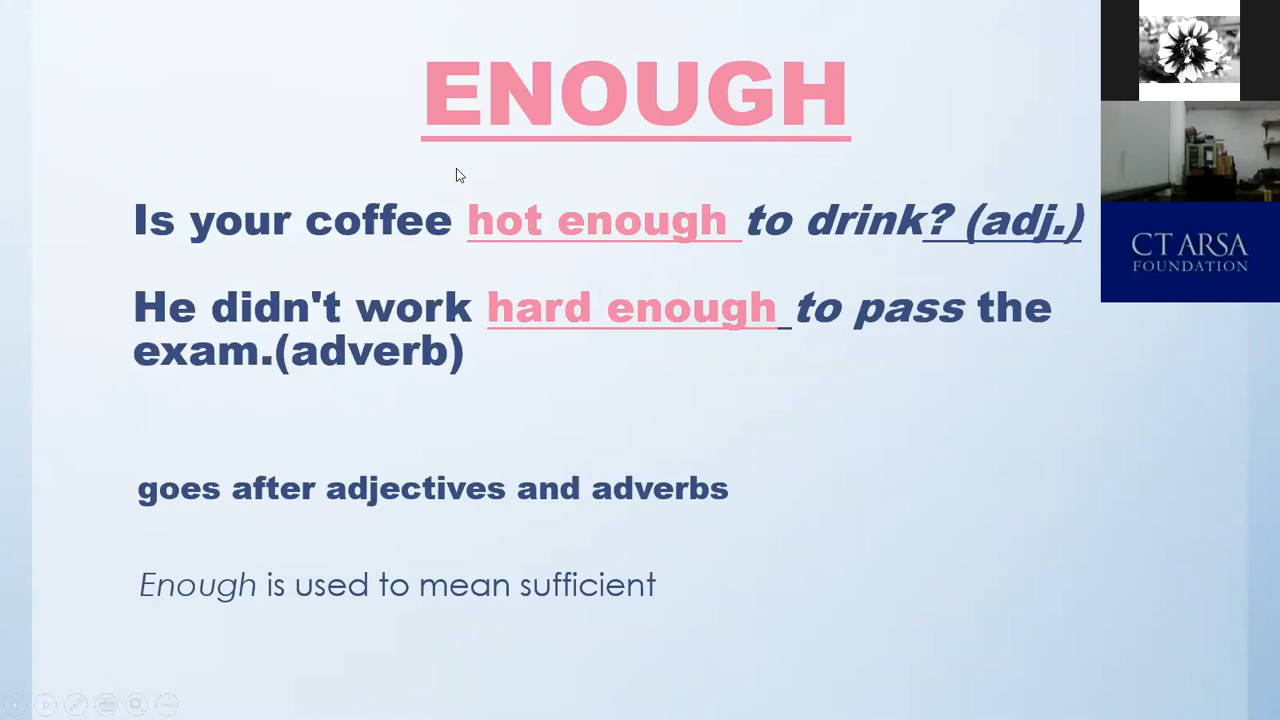 ENOUGH
Is your coffee hot enough to drink? (adj.)
He didn't work hard enough to pass the
exam.(adverb)
goes after adjectives and adverbs
Enough is used to mean sufficient
CT ARSA
FOUNDATION